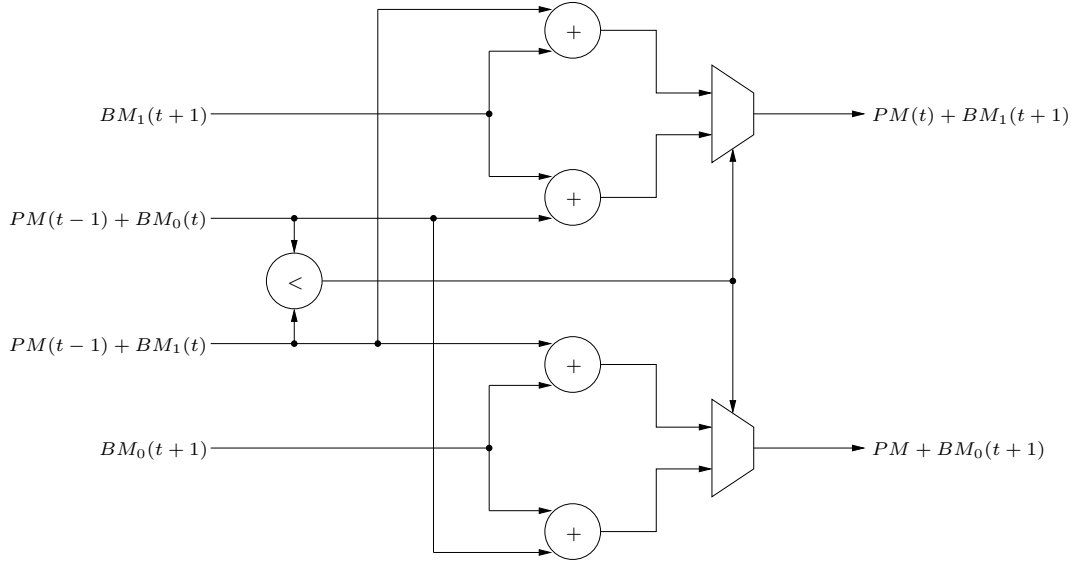 +
BM₁(t+1)
PM(t−1) + BM₀(t)
+
<
PM(t−1) + BM₁(t)
+
BM₀(t+1)
+
PM(t) + BM₁(t+1)
PM + BM₀(t+1)